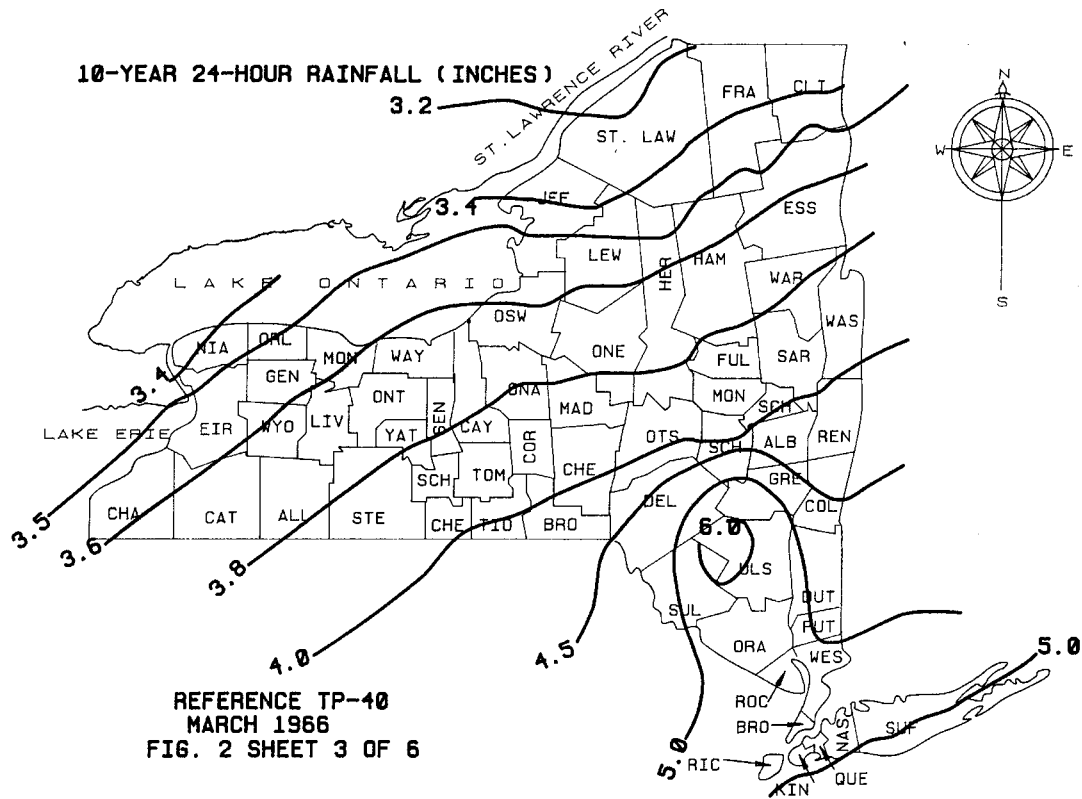 10-YEAR 24-HOUR RAINFALL (INCHES)
ST. LAWRENCE RIVER
3.2
FRA
CLI
ST. LAW
N
W
E
S
JEF
3.4
ESS
LEW
HER
HAM
LAKE ONTARIO
WAR
OSW
WAS
NIA
ORL
MON
WAY
ONE
FUL
SAR
GEN
3.4
ONT
SEN
ONA
MAD
MON
SCH
LAKE ERIE
EIR
WYO
LIV
YAT
CAY
COR
OTS
SCH
ALB
REN
SCH
TOM
CHE
DEL
GRE
COL
CHA
CAT
ALL
STE
CHE
TIO
BRO
3.5
3.6
3.8
6.0
ULS
DUT
SUL
PUT
4.0
4.5
ORA
WES
5.0
REFERENCE TP-40
MARCH 1966
FIG. 2 SHEET 3 OF 6
ROC
BRO
NAS
SUF
5.0
RIC
QUE
KIN